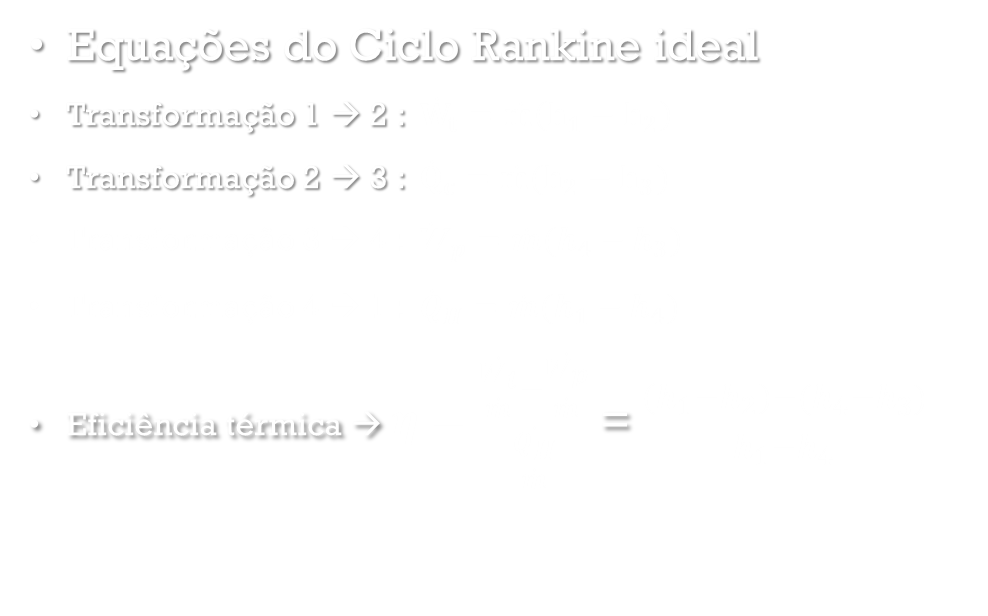 • Equações do Ciclo Rankine ideal
• Transformação 1 → 2 :
• Transformação 2 → 3 :
• Eficiência térmica → =